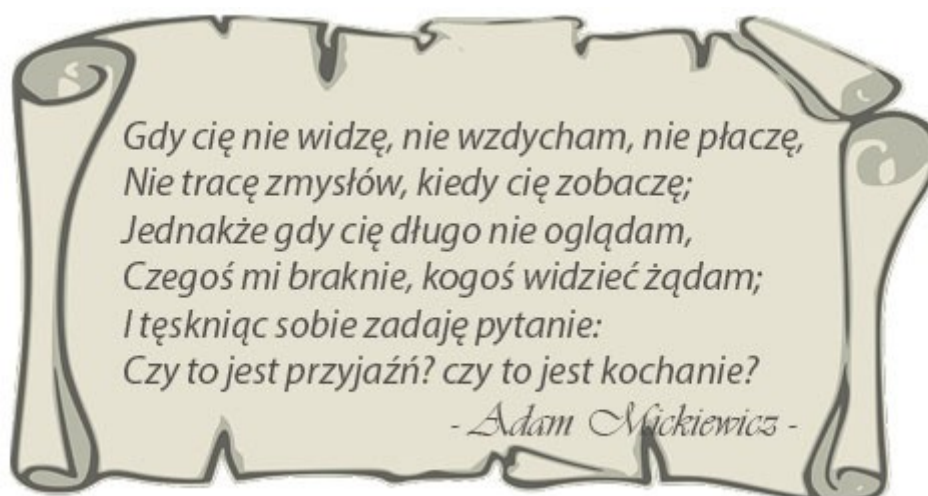 Gdy cię nie widzę, nie wzdycham, nie płaczę,
Nie tracę zmysłów, kiedy cię zobaczę;
Jednakże gdy cię długo nie oglądam,
Czegoś mi braknie, kogoś widzieć żądam;
I tęskniąc sobie zadaję pytanie:
Czy to jest przyjaźń? czy to jest kochanie?
- Adam Mickiewicz -